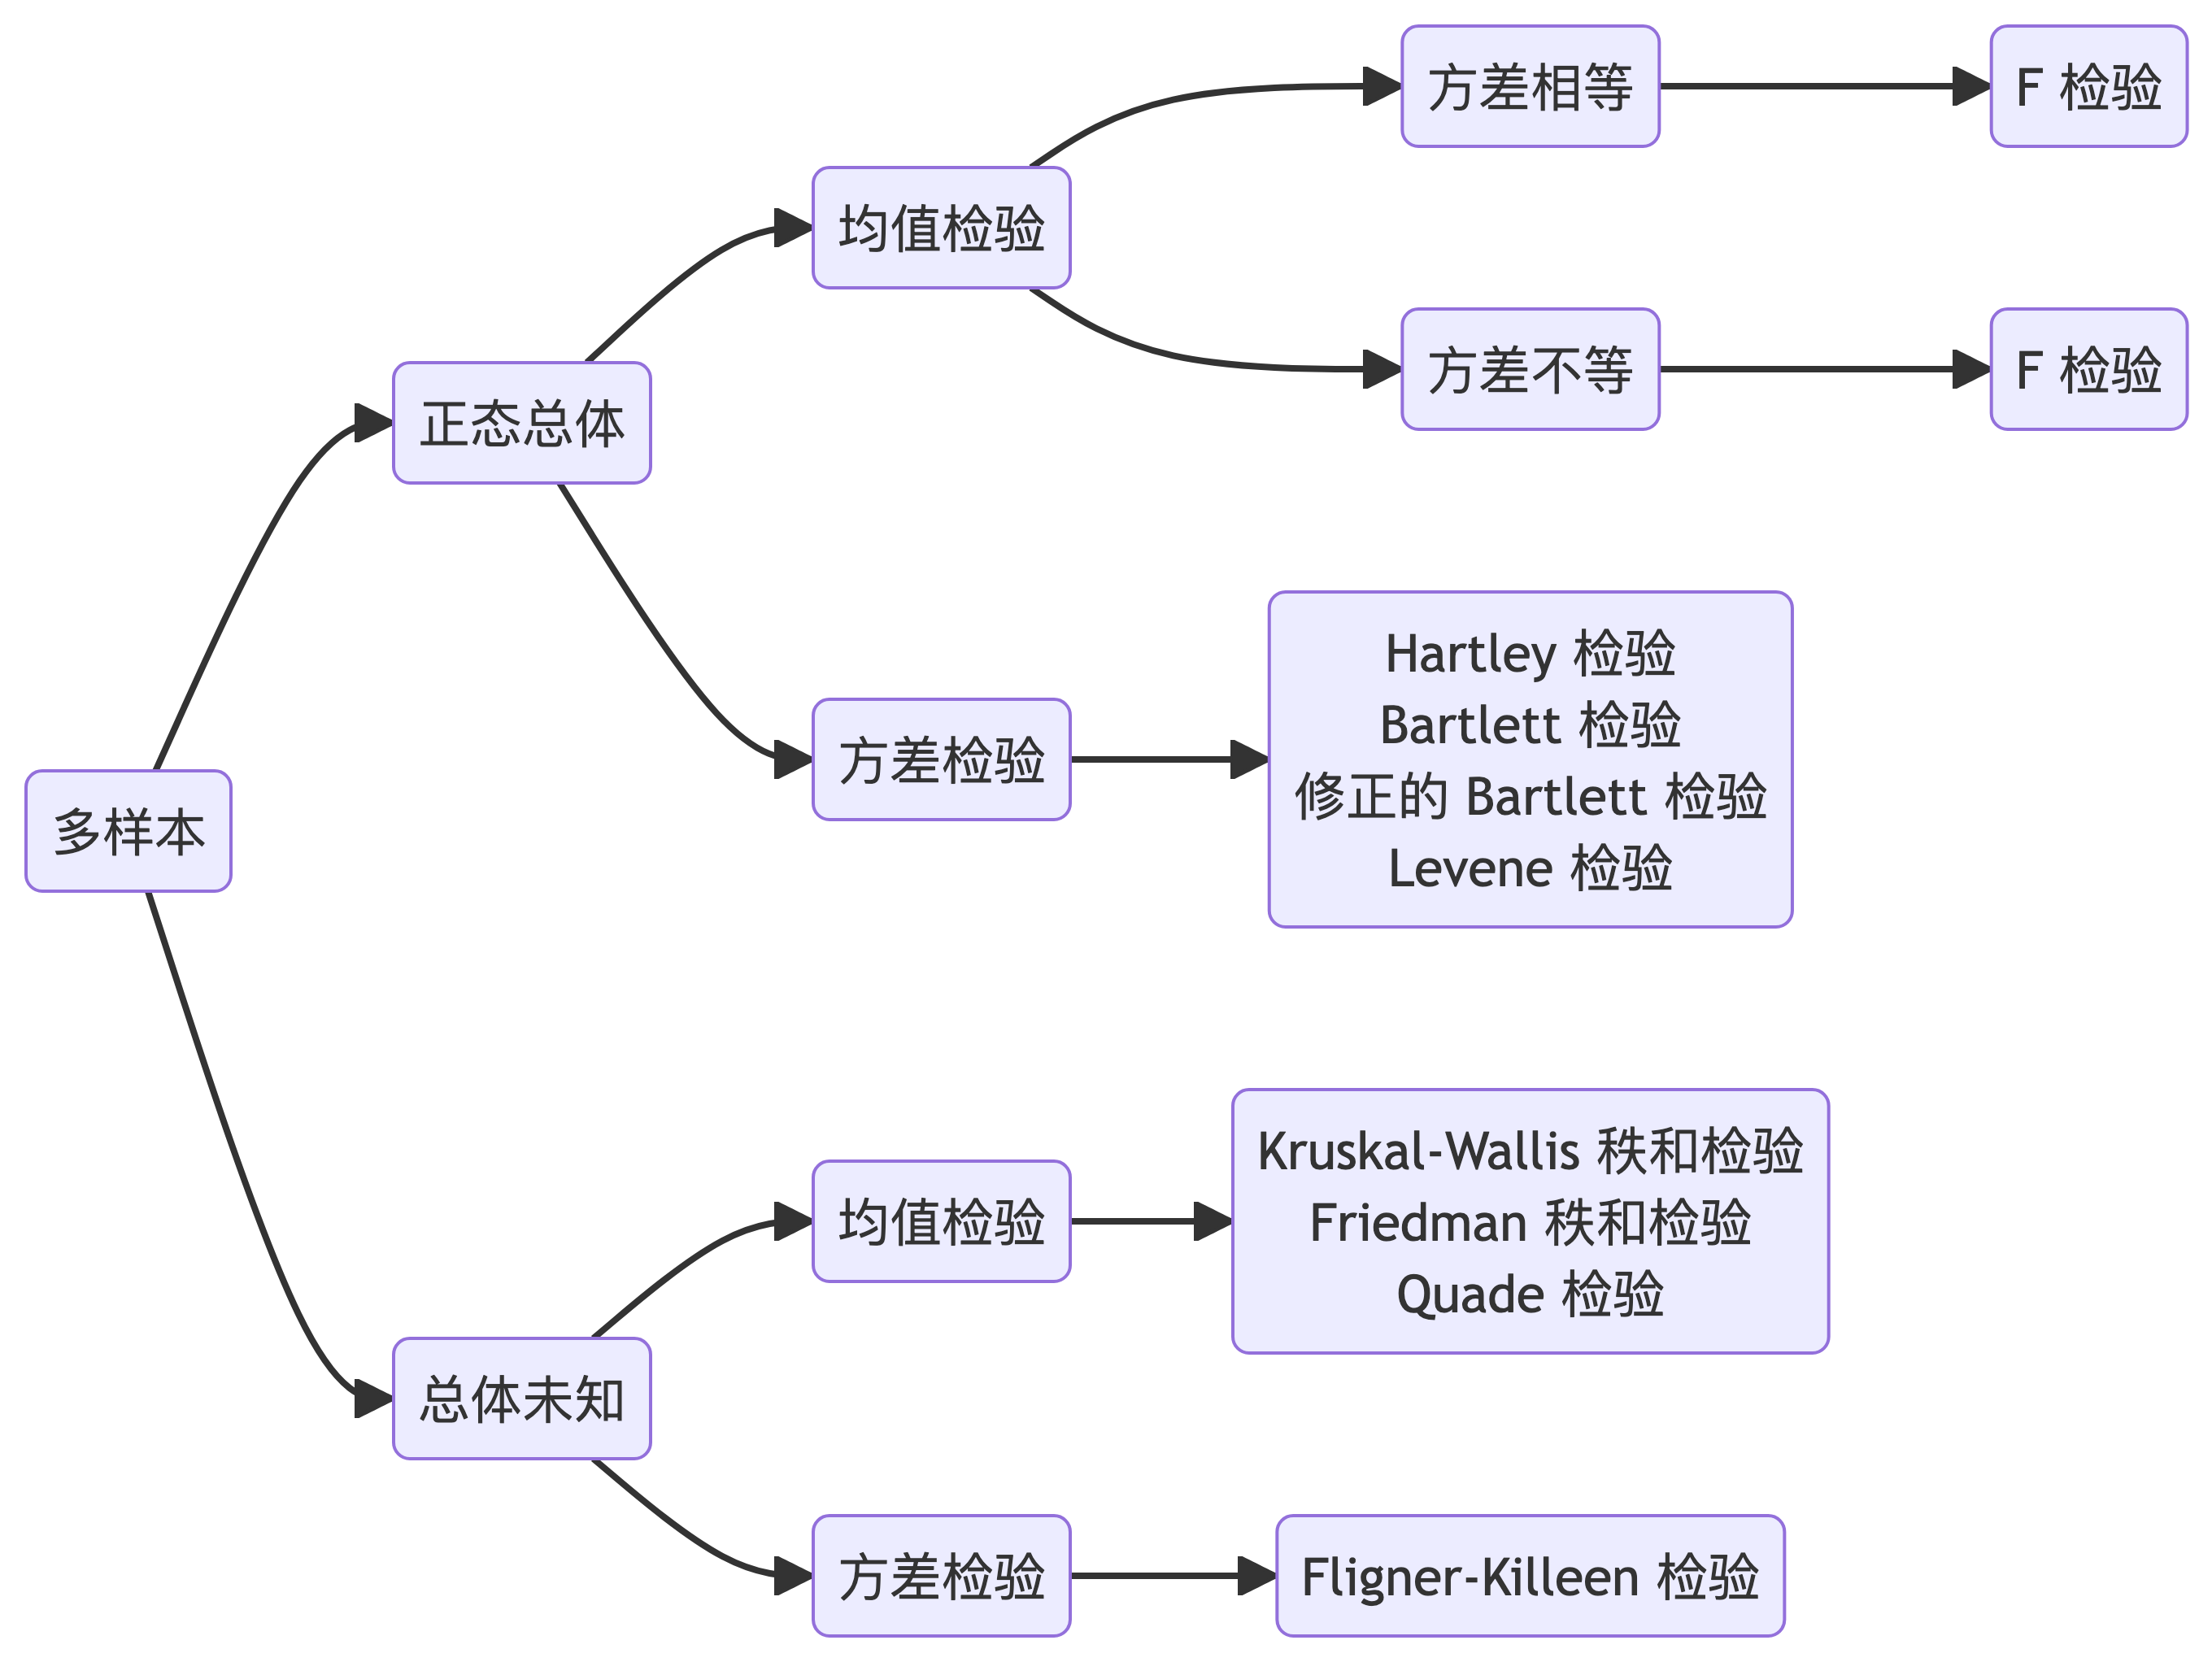 多样本
正态总体
均值检验
方差相等
F 检验
方差不等
F 检验
方差检验
Hartley 检验
Bartlett 检验
修正的 Bartlett 检验
Levene 检验
总体未知
均值检验
Kruskal-Wallis 秩和检验
Friedman 秩和检验
Quade 检验
方差检验
Fligner-Killeen 检验